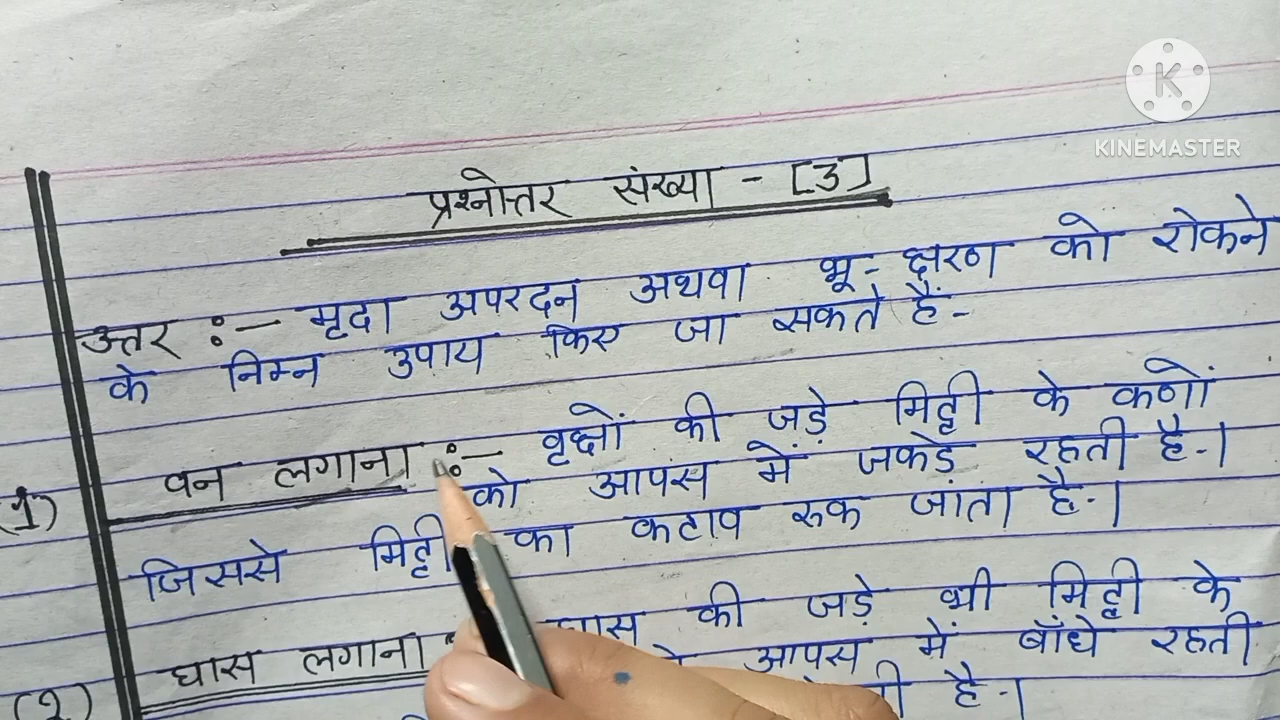 K
KINEMASTER
प्रश्नोत्तर संख्या - [3]
उत्तर :- मृदा अपरदन अथवा भू-क्षरण को रोकने
के निम्न उपाय किए जा सकते हैं-
(1) वन लगाना :- वृक्षों की जड़े मिट्टी के कणों
को आपस में जकड़े रहती है-।
जिससे मिट्टी का कटाव रुक जाता है-।
(2) घास लगाना की जड़े भी मिट्टी के
आपस में बाँधे रहती
है-।